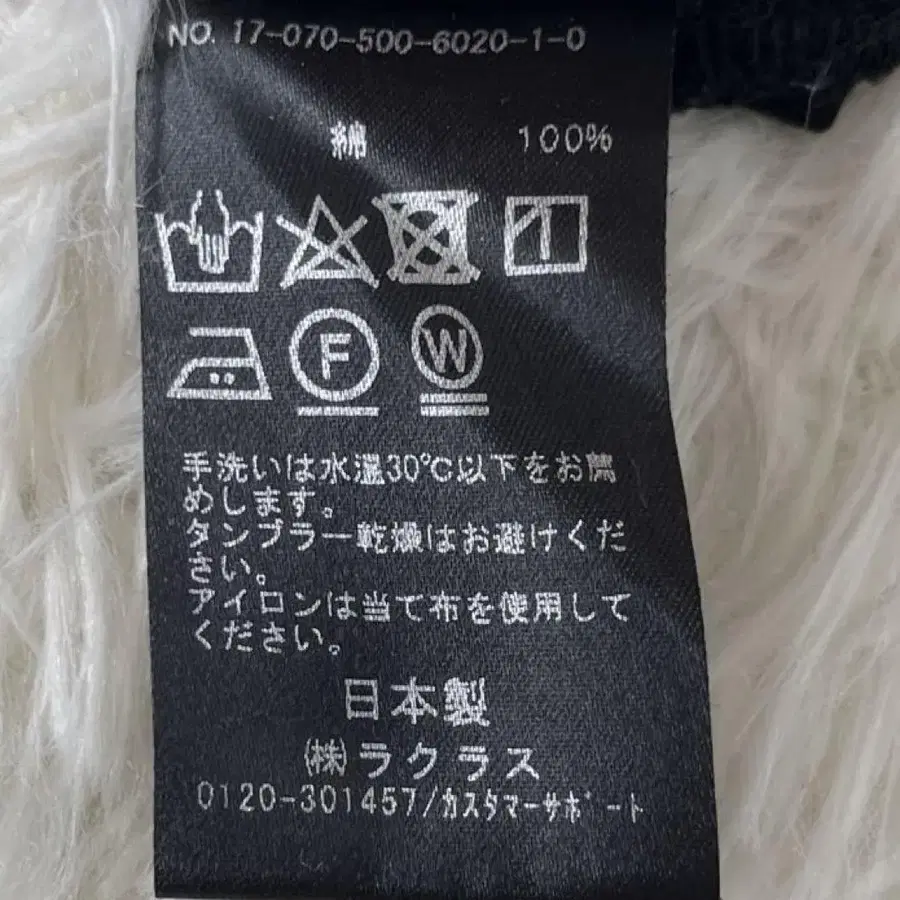 NO. 17-070-500-6020-1-0
綿 100%
F W
手洗いは水温30℃以下をお薦
めします。
タンブラー乾燥はお避けくだ
さい。
アイロンは当て布を使用して
ください。
日本製
㈱ラクラス
0120-301457/カスタマーサポート